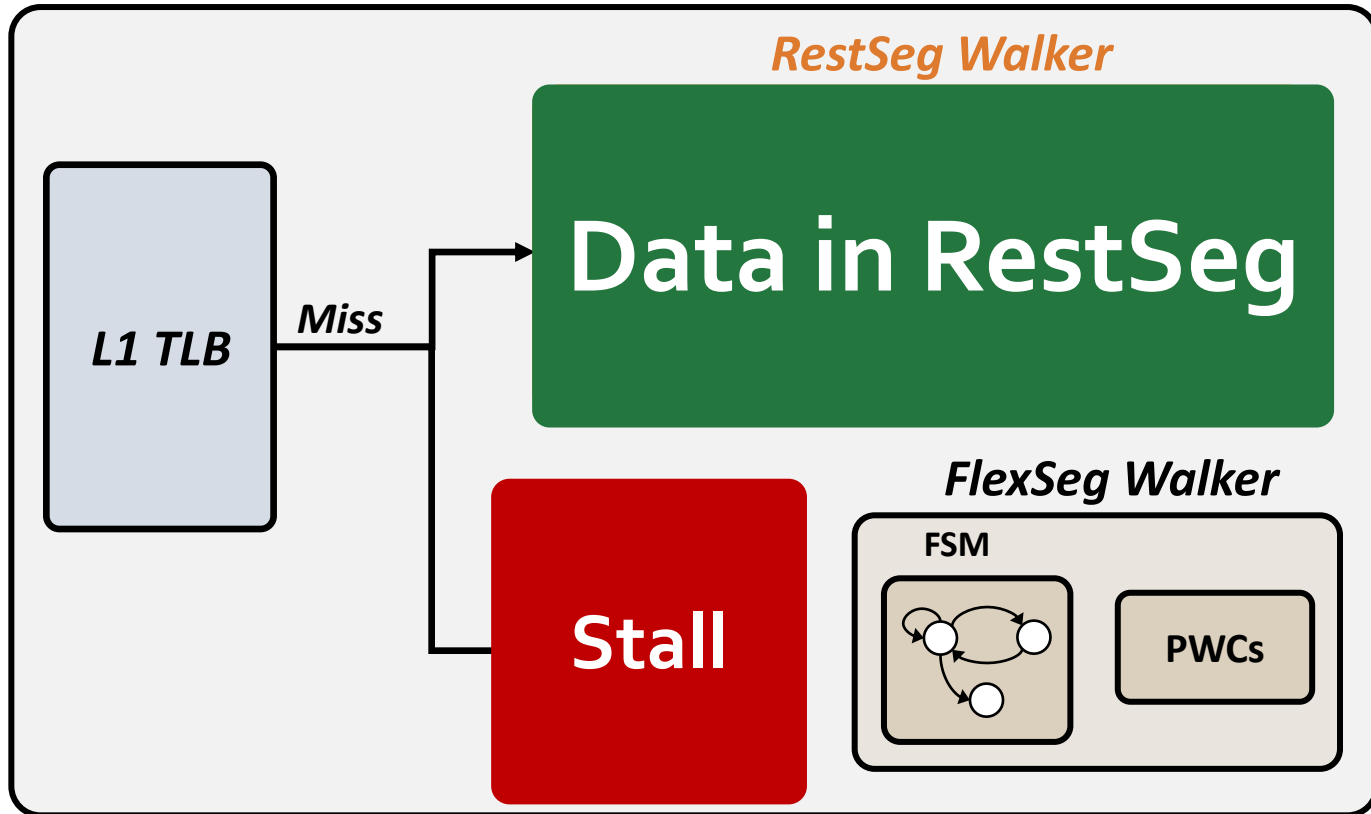 RestSeg Walker
Data in RestSeg
L1 TLB
Miss
Stall
FlexSeg Walker
FSM
PWCs